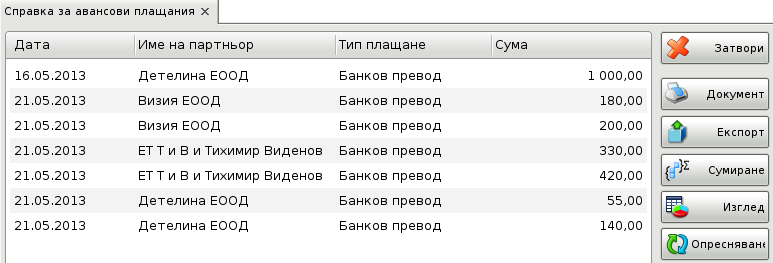 Справка за авансови плащания ×
Дата Име на партньор Тип плащане Сума
16.05.2013 Детелина ЕООД Банков превод 1 000,00
21.05.2013 Визия ЕООД Банков превод 180,00
21.05.2013 Визия ЕООД Банков превод 200,00
21.05.2013 ЕТ Т и В и Тихимир Виденов Банков превод 330,00
21.05.2013 ЕТ Т и В и Тихимир Виденов Банков превод 420,00
21.05.2013 Детелина ЕООД Банков превод 55,00
21.05.2013 Детелина ЕООД Банков превод 140,00
Затвори
Документ
Експорт
Сумиране
Изглед
Опресняване